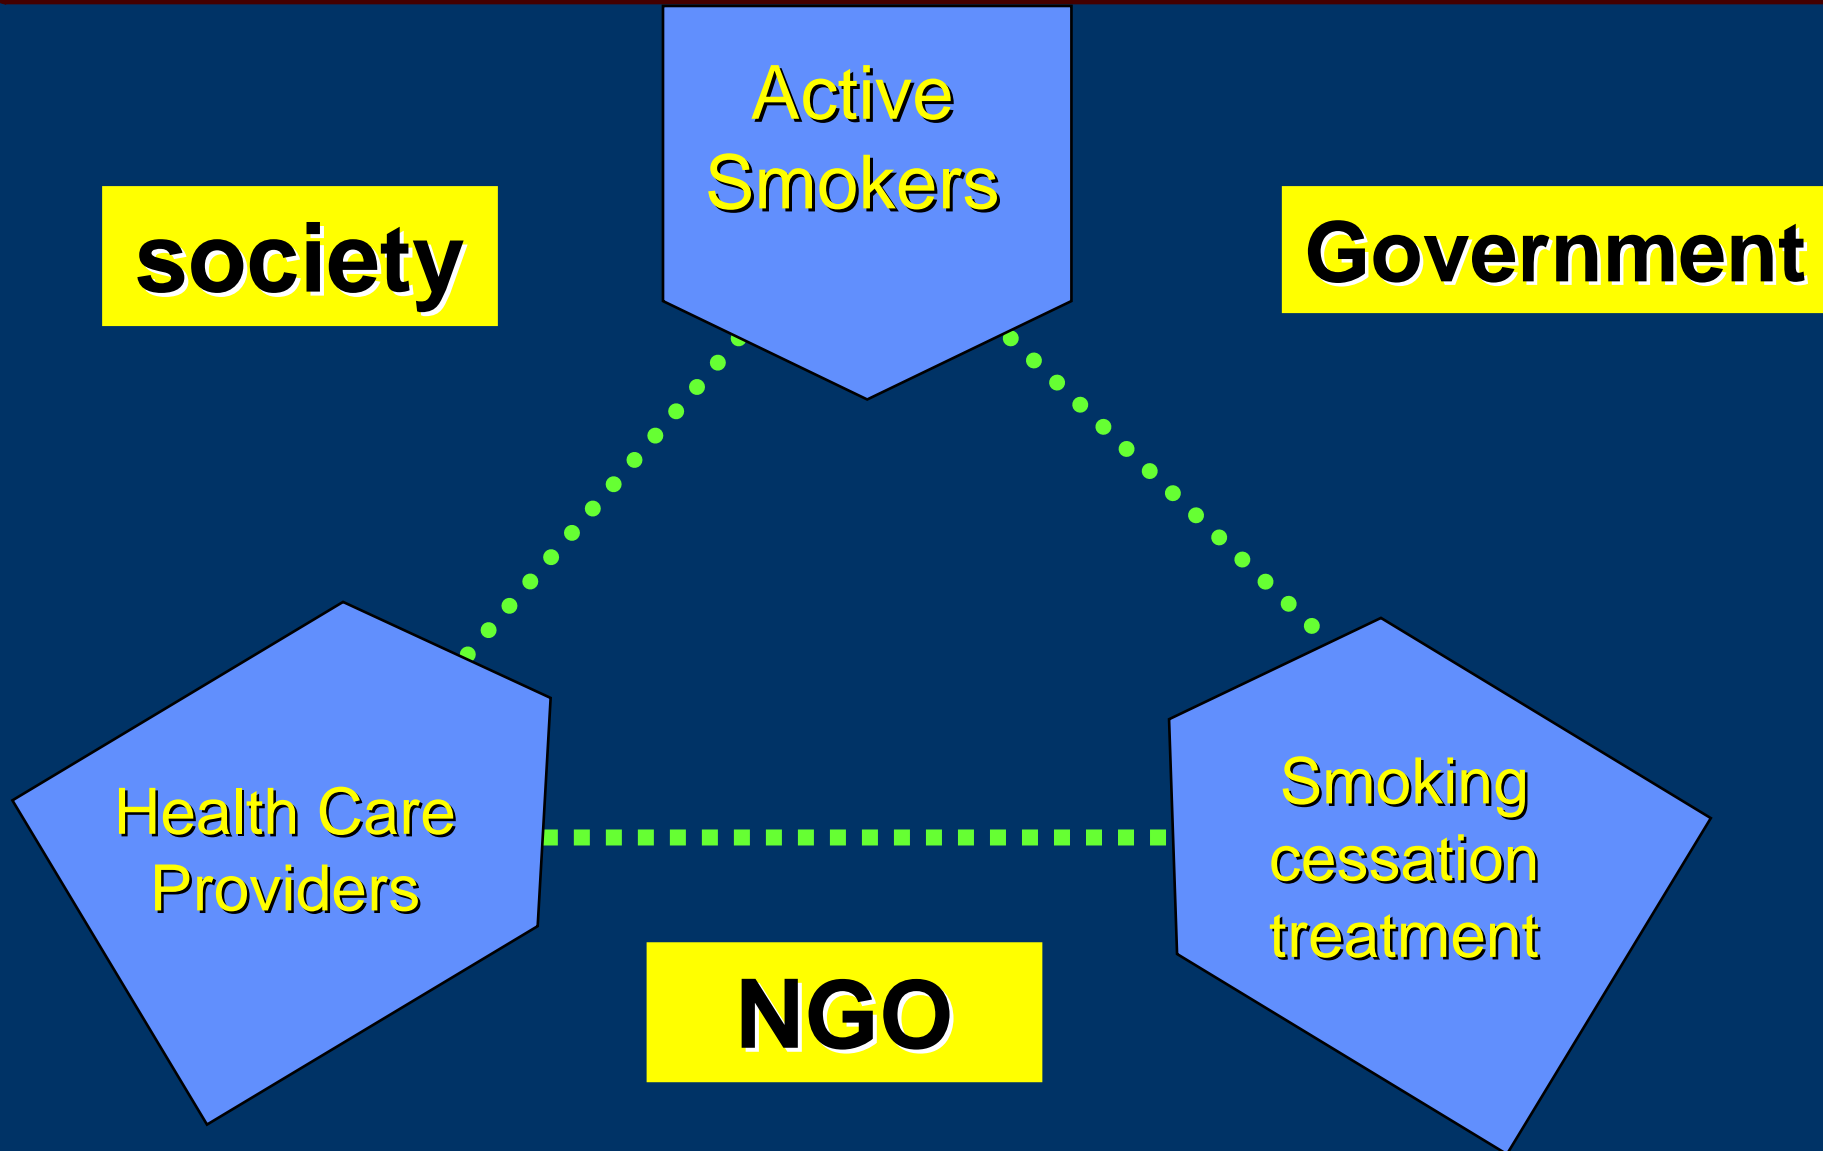 Active
Smokers
society
Government
Health Care
Providers
Smoking
cessation
treatment
NGO